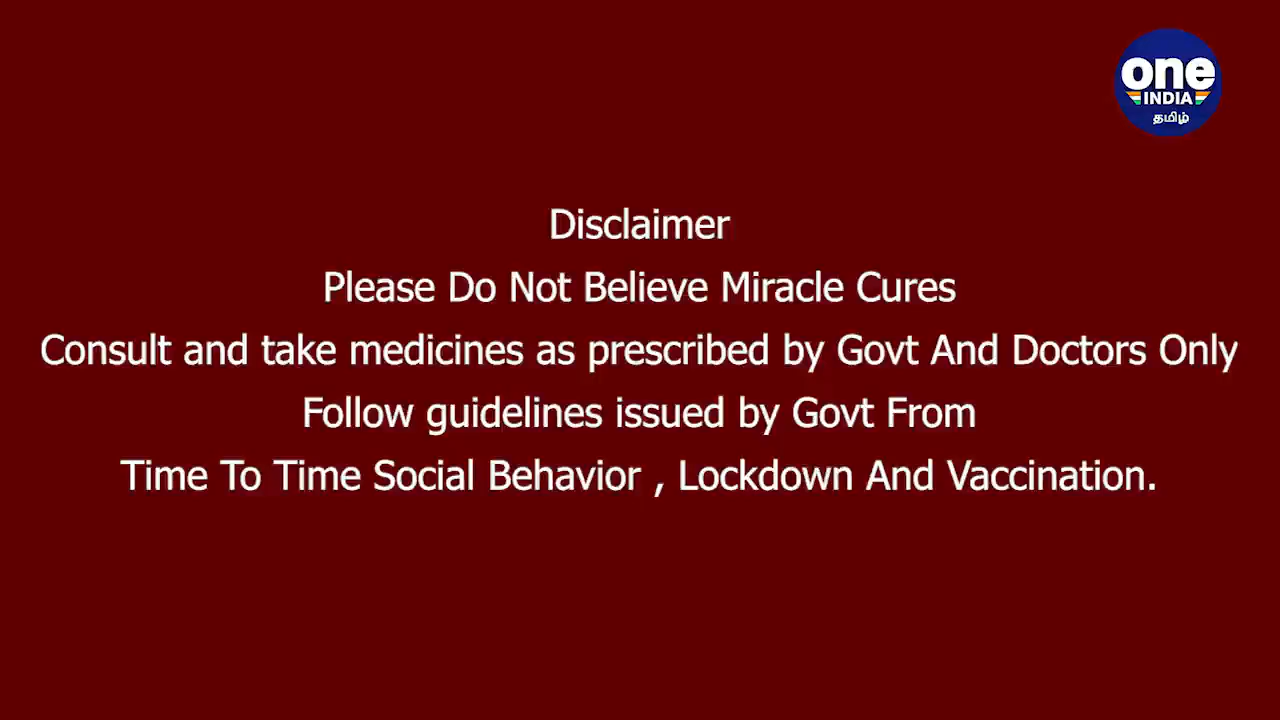 one
INDIA
தமிழ்
Disclaimer
Please Do Not Believe Miracle Cures
Consult and take medicines as prescribed by Govt And Doctors Only
Follow guidelines issued by Govt From
Time To Time Social Behavior , Lockdown And Vaccination.